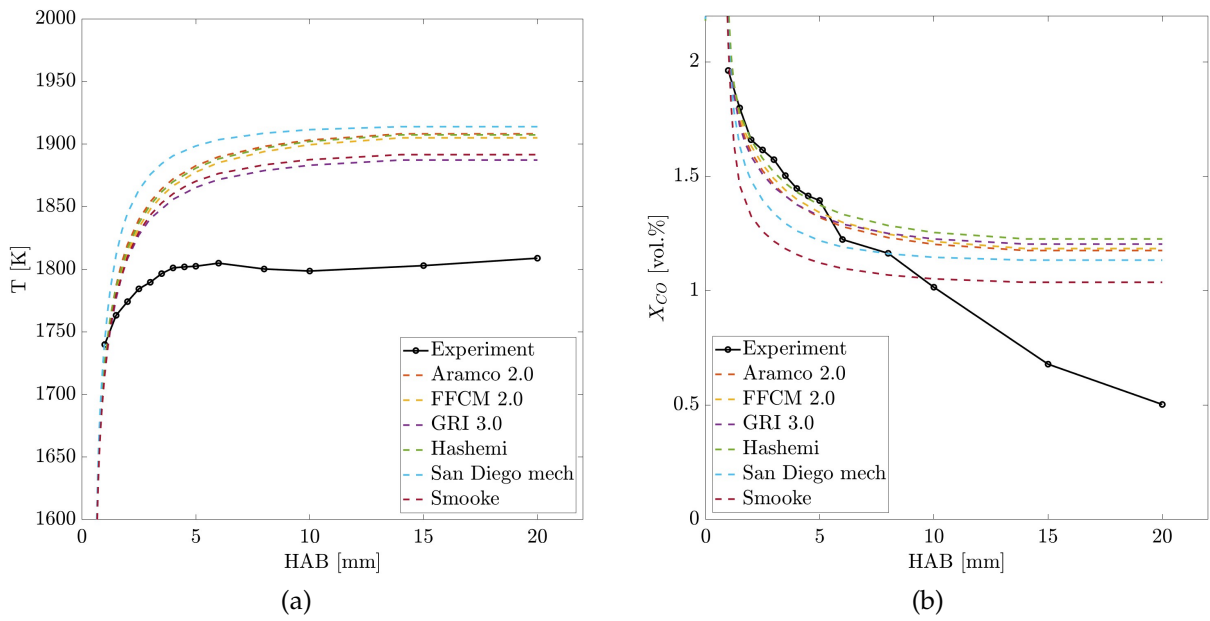 2000
1950
1900
1850
1800
1750
1700
1650
1600
T [K]
0
5
10
15
20
HAB [mm]
Experiment
Aramco 2.0
FFCM 2.0
GRI 3.0
Hashemi
San Diego mech
Smooke
(a)
2
1.5
1
0.5
0
X_CO [vol.%]
0
5
10
15
20
HAB [mm]
Experiment
Aramco 2.0
FFCM 2.0
GRI 3.0
Hashemi
San Diego mech
Smooke
(b)